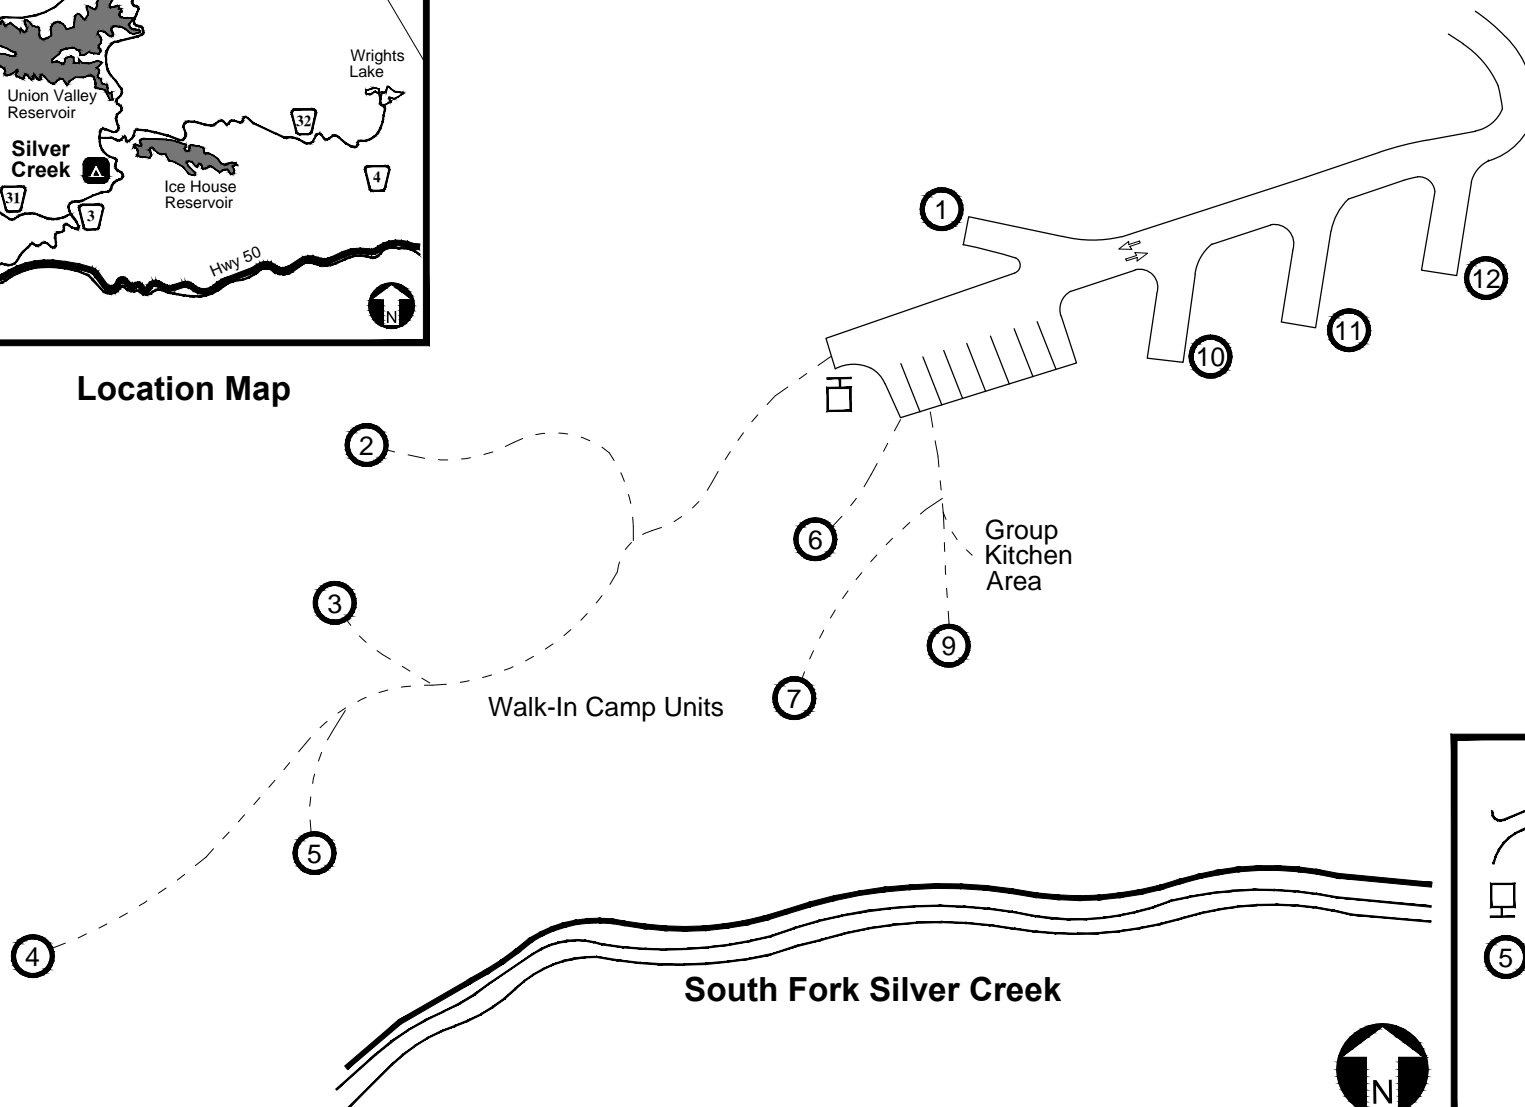 Wrights
Lake
Union Valley
Reservoir
32
Silver
Creek
4
Ice House
Reservoir
31
3
Hwy 50
N
Location Map
1
12
11
10
2
6
Group
Kitchen
Area
3
9
7
Walk-In Camp Units
5
4
South Fork Silver Creek
5
N